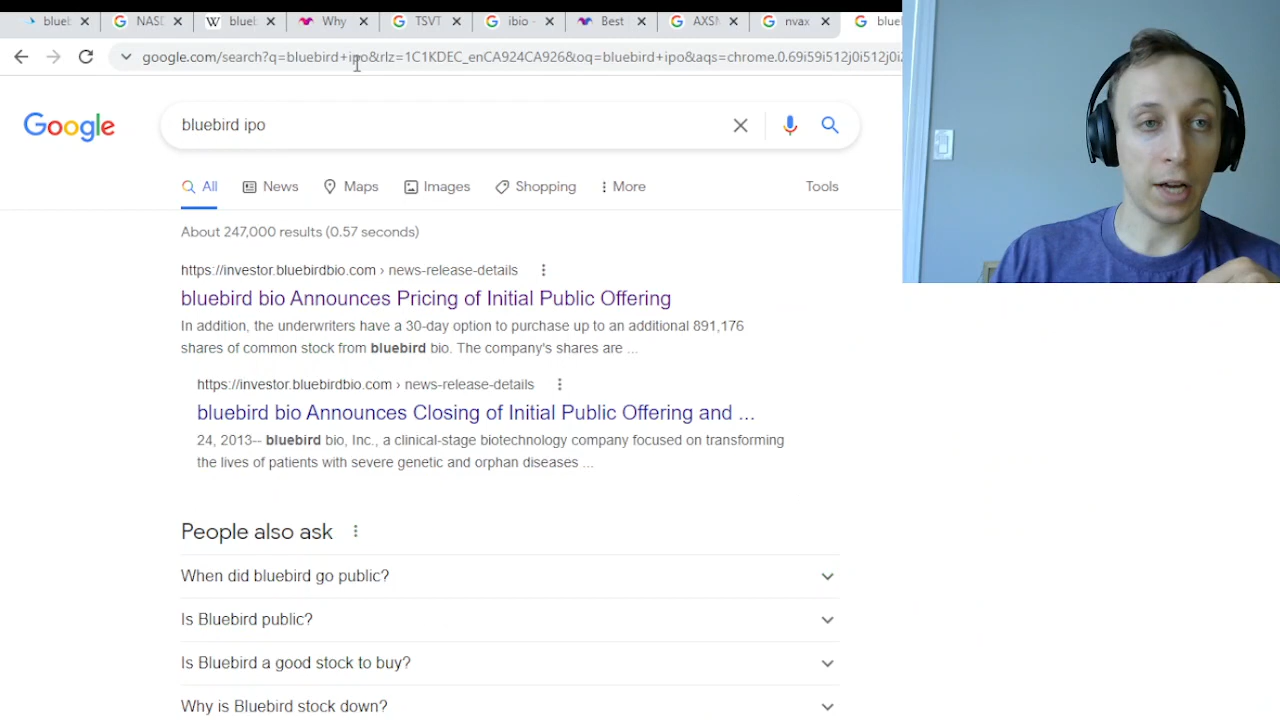 blue
NASD
blue
Why
TSVT
ibio -
Best
AXSM
nvax
blue
google.com/search?q=bluebird+ipo&rlz=1C1KDEC_enCA924CA926&oq=bluebird+ipo&aqs=chrome.0.69i59i512j0i512j0i
Google
bluebird ipo
All
News
Maps
Images
Shopping
More
Tools
About 247,000 results (0.57 seconds)
https://investor.bluebirdbio.com › news-release-details
bluebird bio Announces Pricing of Initial Public Offering
In addition, the underwriters have a 30-day option to purchase up to an additional 891,176
shares of common stock from bluebird bio. The company's shares are ...
https://investor.bluebirdbio.com › news-release-details
bluebird bio Announces Closing of Initial Public Offering and ...
24, 2013-- bluebird bio, Inc., a clinical-stage biotechnology company focused on transforming
the lives of patients with severe genetic and orphan diseases ...
People also ask
When did bluebird go public?
Is Bluebird public?
Is Bluebird a good stock to buy?
Why is Bluebird stock down?